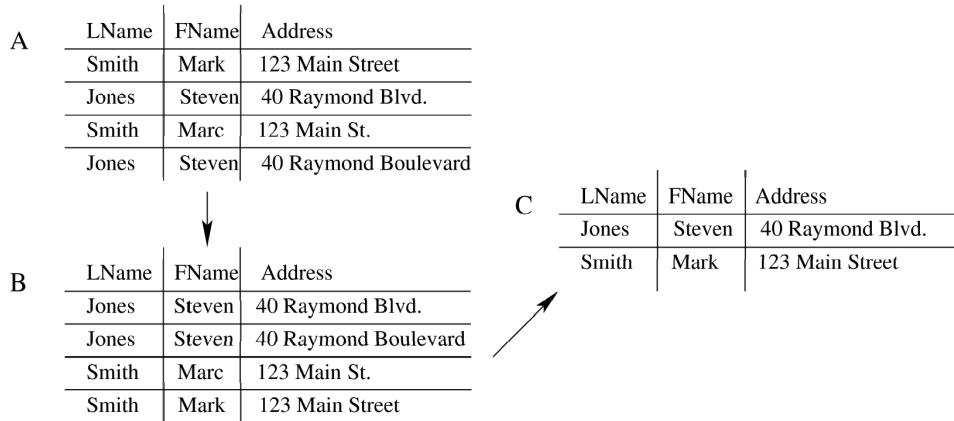 A
LName FName Address
Smith Mark 123 Main Street
Jones Steven 40 Raymond Blvd.
Smith Marc 123 Main St.
Jones Steven 40 Raymond Boulevard
B
LName FName Address
Jones Steven 40 Raymond Blvd.
Jones Steven 40 Raymond Boulevard
Smith Marc 123 Main St.
Smith Mark 123 Main Street
C
LName FName Address
Jones Steven 40 Raymond Blvd.
Smith Mark 123 Main Street